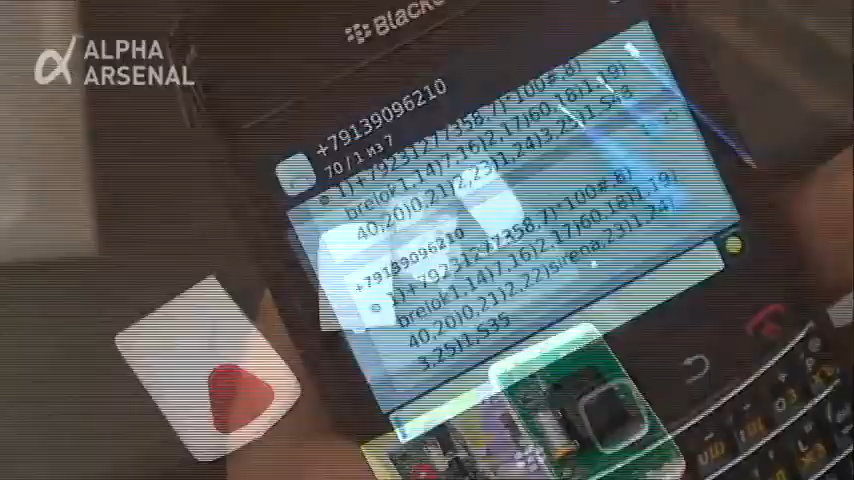 ALPHA
ARSENAL
BlackBe
+79139096210
70 / 1 из 7
1)+79231277358,7)*100#,8)
brelok1,14)7,16)2,17)60,18)1,19)
40,20)0,21)2,23)1,24)3,25)1,543
+79139096210
1)+79231277358,7)*100#,8)
brelok1,14)7,16)2,17)60,18)1,19)
40,20)0,21)2,22)sirena,23)1,24)
3,25)1,535